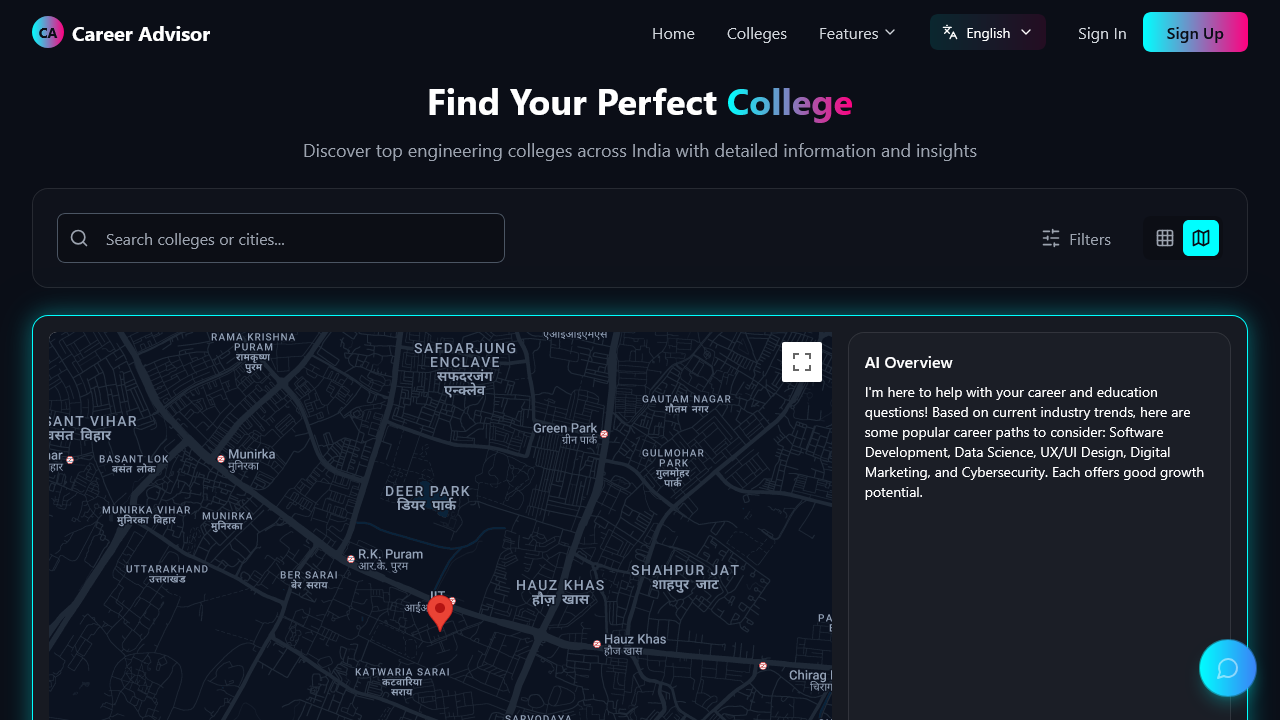 CA Career Advisor
Home
Colleges
Features
English
Sign In
Sign Up
Find Your Perfect College
Discover top engineering colleges across India with detailed information and insights
Search colleges or cities...
Filters
RAMA KRISHNA
PURAM
रामकृष्ण
पुरम
एआईआईएमएस
SAFDARJUNG
ENCLAVE
सफदरजंग
एन्क्लेव
GAUTAM NAGAR
गौतम नगर
SANT VIHAR
वसंत विहार
Green Park
ग्रीन पार्क
BASANT LOK
बसंत लोक
Munirka
मुनिरका
GULMOHAR
PARK
गुलमोहर
पार्क
DEER PARK
डियर पार्क
MUNIRKA VIHAR
मुनिरका विहार
MUNIRKA
मुनिरका
R.K. Puram
आर.के. पुरम
UTTARAKHAND
उत्तराखंड
BER SARAI
बेर सराय
HAUZ KHAS
हौज़ खास
SHAHPUR JAT
शाहपुर जाट
IIT
Hauz Khas
हौज खास
KATWARIA SARAI
कटवारिया
सराय
Chirag
चिराग
SARVODAYA
AI Overview
I'm here to help with your career and education
questions! Based on current industry trends, here are
some popular career paths to consider: Software
Development, Data Science, UX/UI Design, Digital
Marketing, and Cybersecurity. Each offers good growth
potential.